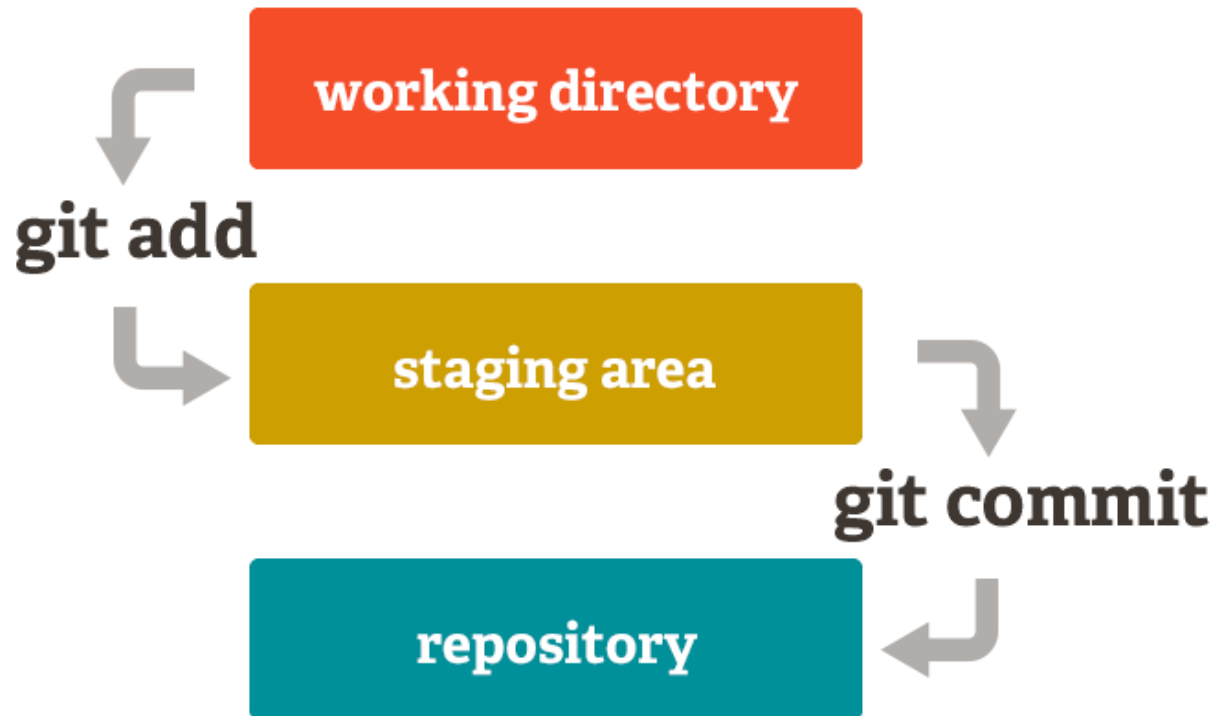 working directory
git add
staging area
git commit
repository